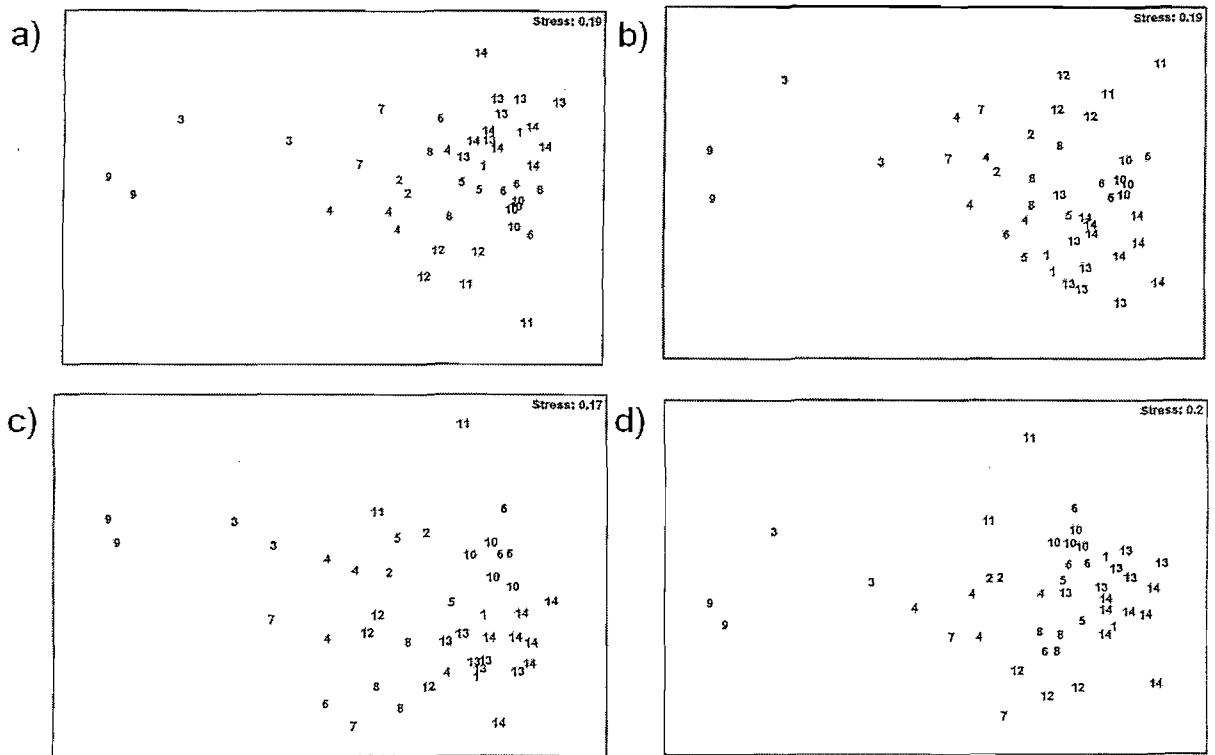 a)
Stress: 0.19
14
13 13 13
7 6 13
3
14 1 14
3 14 13 14 14
8 4 13
7 1 14
9 2 5 6
9 2 5 6 8
10
4 4 8 10 10
4 10 6
12 12
12 11
11
b)
Stress: 0.19
11
3 12
11
4 7 12 12
2
9 8
3 7 4 10 6
2
8 6 10 10
9 13 6 10
4 8
4 5 14 14
6 14 14
13 14
5 1 14
1 13
13 13 14
13
c)
Stress: 0.17
11
11 6
9 3
5 2
9 3 10
4 10 6 6
4 2 10
10
5 14
7 12 1 14
12 13
4 8 13 14 14 14
13 13 14
4 13 13
1
8 12
6 8
7 14
d)
Stress: 0.2
11
6
11
3 10
10 10 10
1 13
6 6 13 13
3 2 2 5 13
4 4 13 13 14
9 4 14
14 14 14
9 5 1
7 4 8 8 14
6 8
12
12 14
12
7